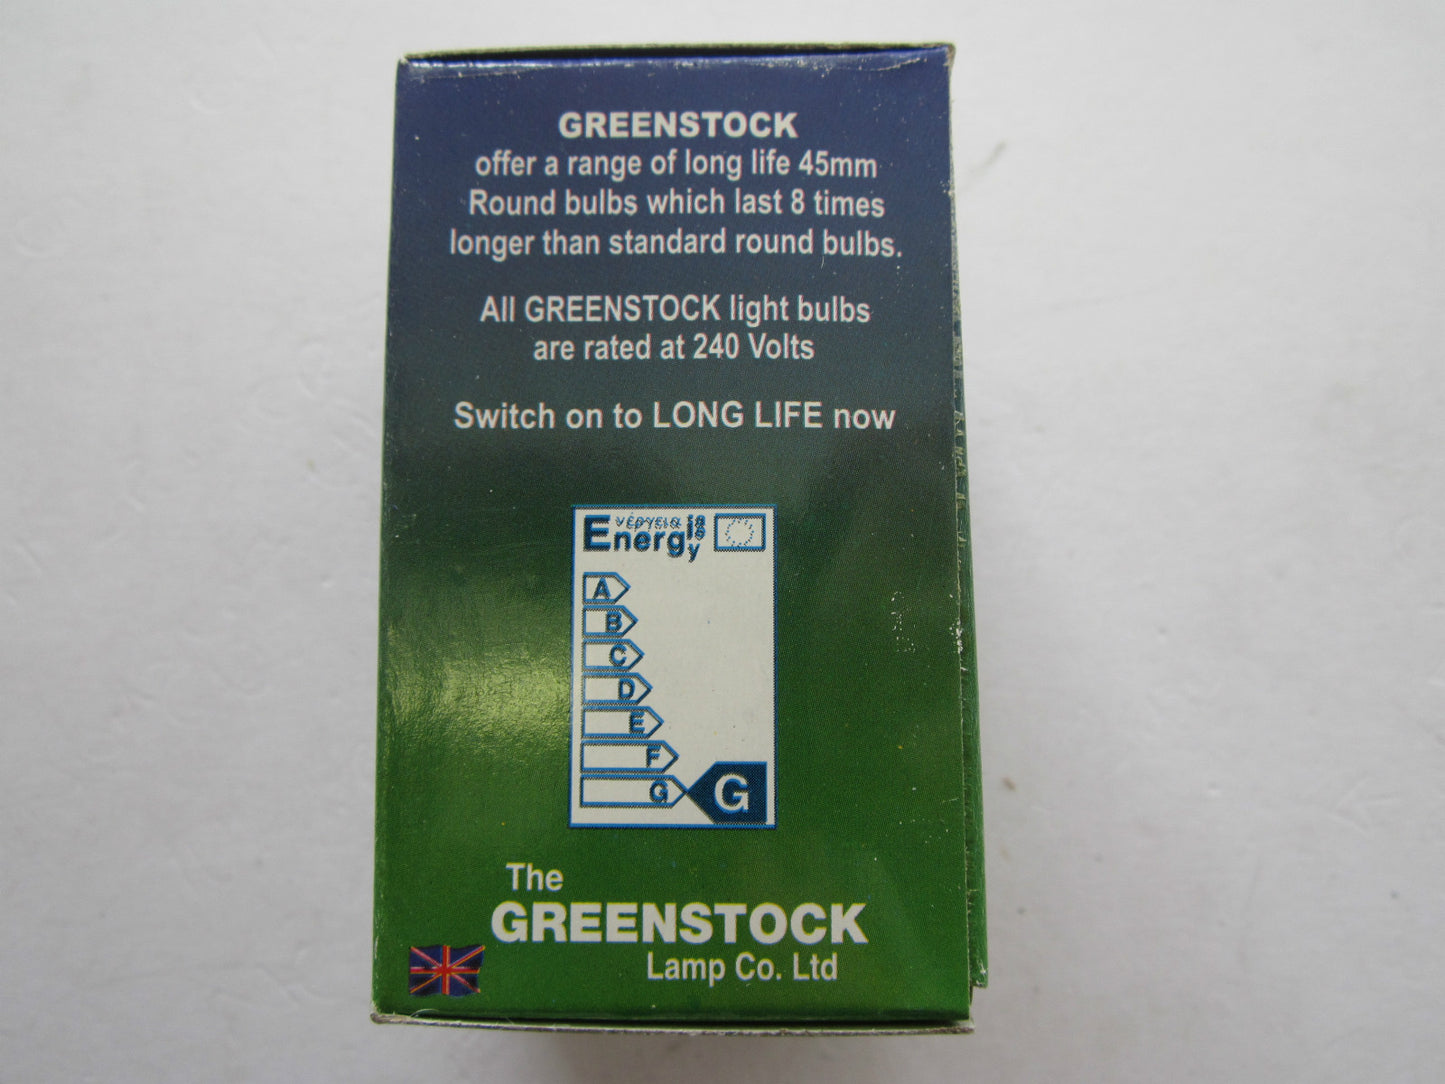 GREENSTOCK
offer a range of long life 45mm
Round bulbs which last 8 times
longer than standard round bulbs.
All GREENSTOCK light bulbs
are rated at 240 Volts
Switch on to LONG LIFE now
Energy
ενέργεια
A
B
C
D
E
F
G G
The
GREENSTOCK
Lamp Co. Ltd